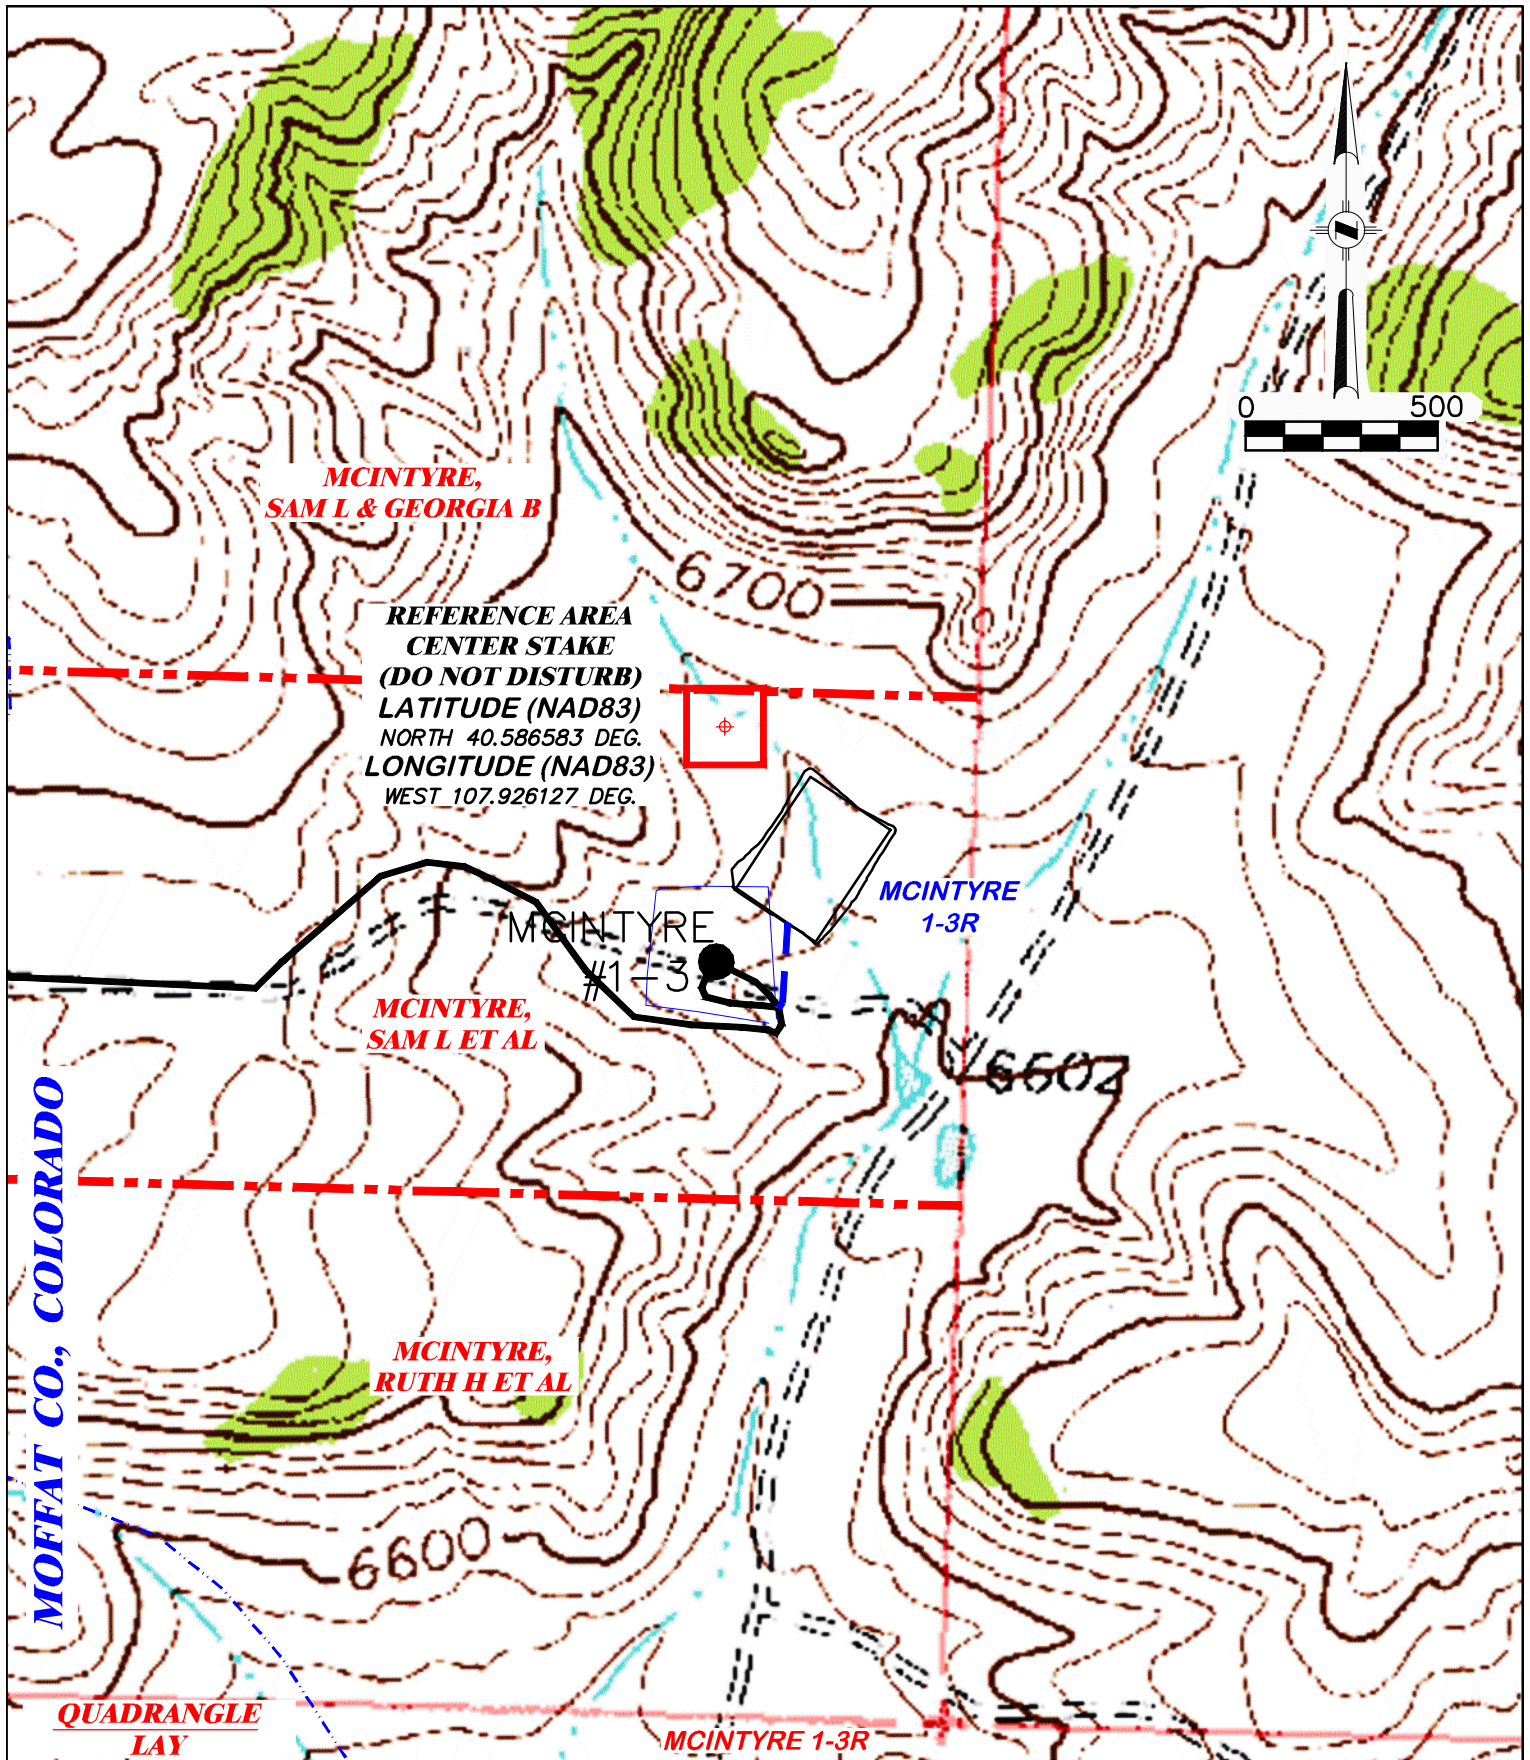 0 500
MCINTYRE,
SAM L & GEORGIA B
6700
REFERENCE AREA
CENTER STAKE
(DO NOT DISTURB)
LATITUDE (NAD83)
NORTH 40.586583 DEG.
LONGITUDE (NAD83)
WEST 107.926127 DEG.
MCINTYRE
1-3R
MCINTYRE
#1-3
MCINTYRE,
SAM L ET AL
6602
MOFFAT CO., COLORADO
MCINTYRE,
RUTH H ET AL
6600
QUADRANGLE
LAY
MCINTYRE 1-3R